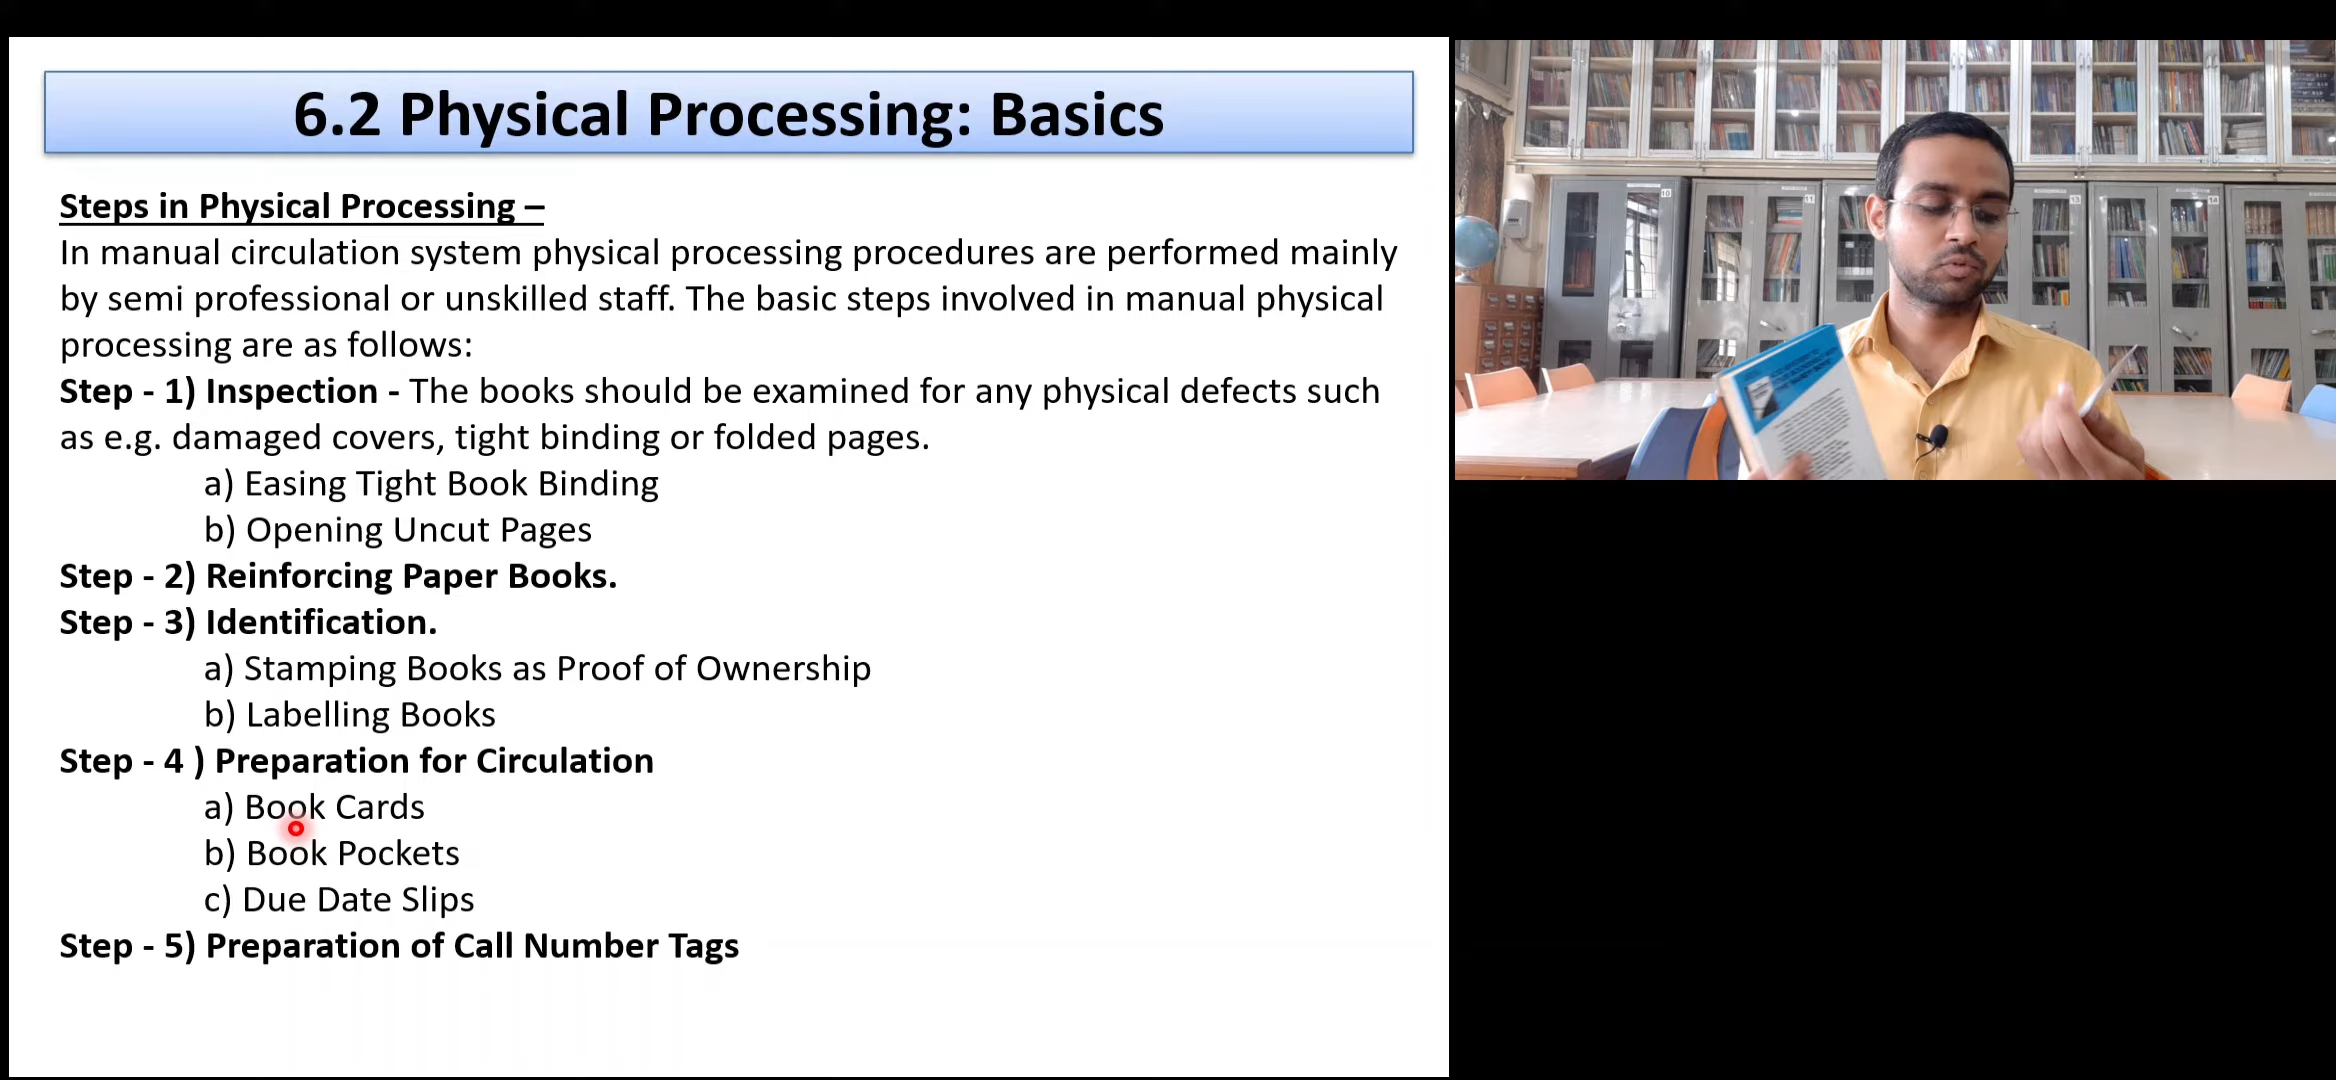 6.2 Physical Processing: Basics
Steps in Physical Processing –
In manual circulation system physical processing procedures are performed mainly
by semi professional or unskilled staff. The basic steps involved in manual physical
processing are as follows:
Step - 1) Inspection - The books should be examined for any physical defects such
as e.g. damaged covers, tight binding or folded pages.
a) Easing Tight Book Binding
b) Opening Uncut Pages
Step - 2) Reinforcing Paper Books.
Step - 3) Identification.
a) Stamping Books as Proof of Ownership
b) Labelling Books
Step - 4 ) Preparation for Circulation
a) Book Cards
b) Book Pockets
c) Due Date Slips
Step - 5) Preparation of Call Number Tags